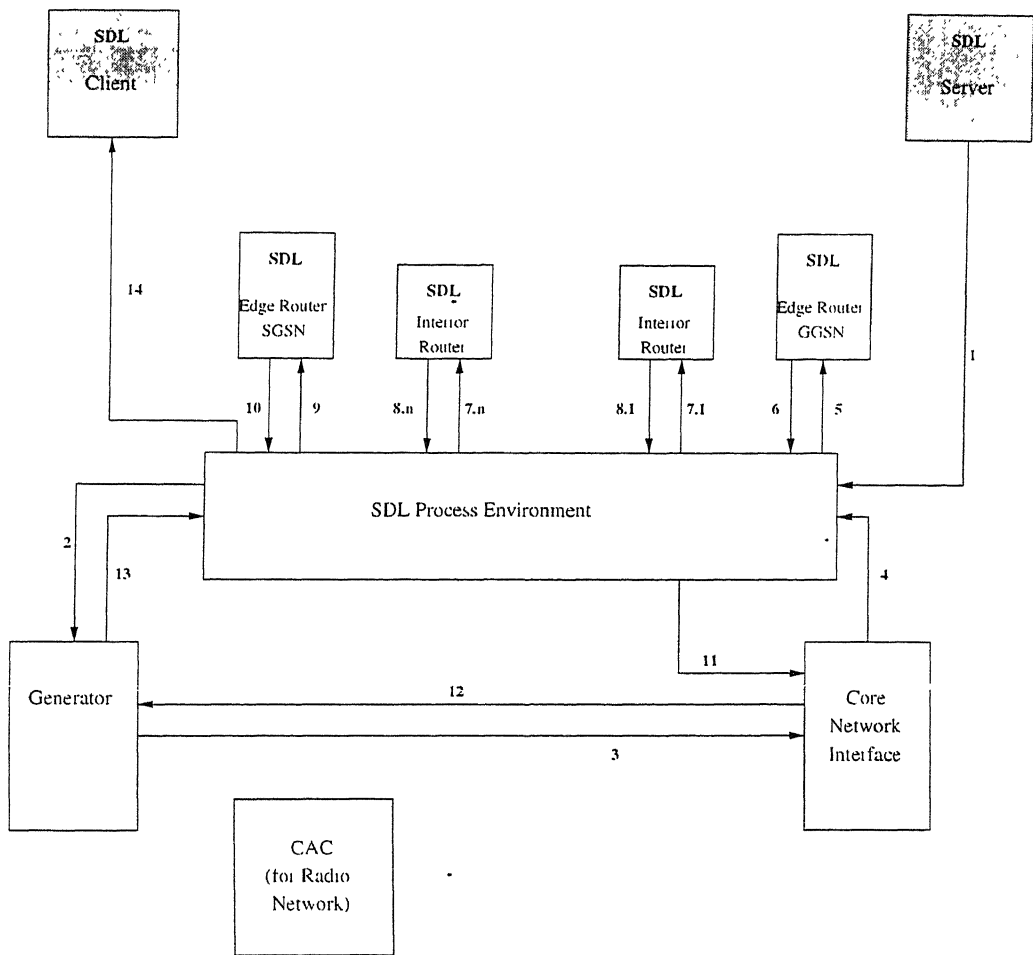 SDL
Client
SDL
Server
14
1
SDL
Edge Router
SGSN
SDL
Interior
Router
SDL
Interior
Router
SDL
Edge Router
GGSN
10
9
8.n
7.n
8.1
7.1
6
5
SDL Process Environment
2
13
4
11
Generator
12
3
Core
Network
Interface
CAC
(for Radio
Network)